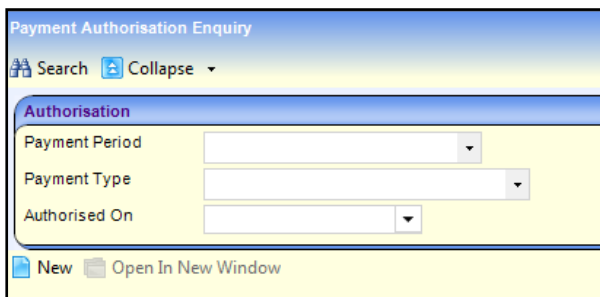 Payment Authorisation Enquiry
Search Collapse
Authorisation
Payment Period
Payment Type
Authorised On
New Open In New Window